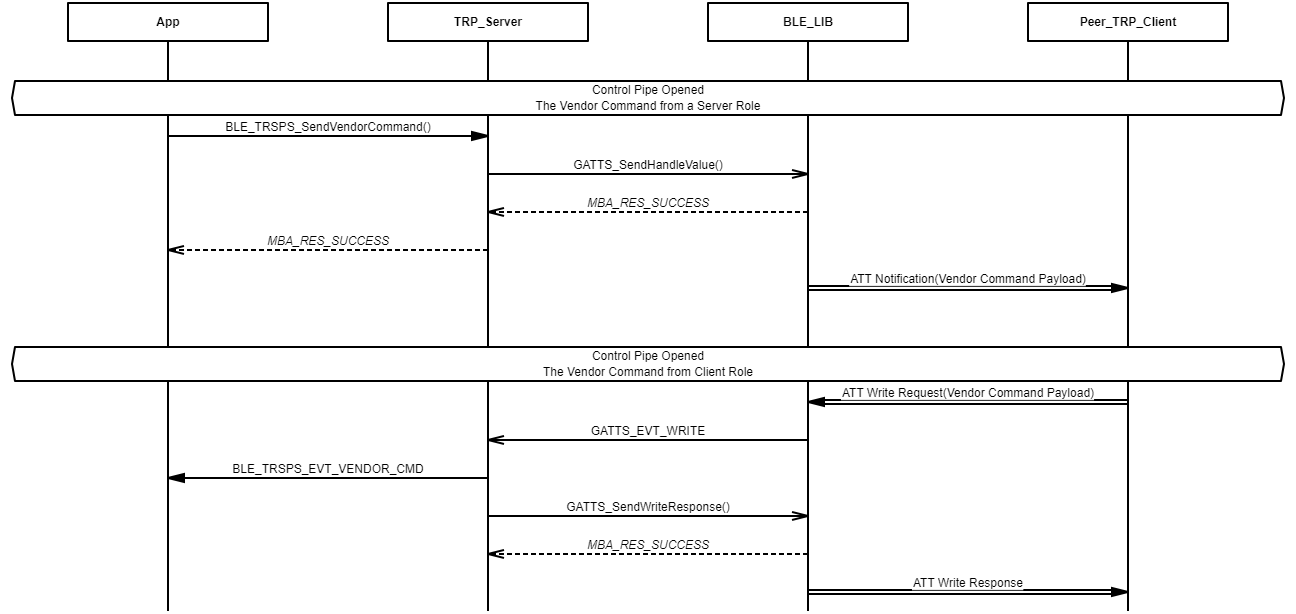 App
TRP_Server
BLE_LIB
Peer_TRP_Client
Control Pipe Opened
The Vendor Command from a Server Role
BLE_TRSPS_SendVendorCommand()
GATTS_SendHandleValue()
MBA_RES_SUCCESS
MBA_RES_SUCCESS
ATT Notification(Vendor Command Payload)
Control Pipe Opened
The Vendor Command from Client Role
ATT Write Request(Vendor Command Payload)
GATTS_EVT_WRITE
BLE_TRSPS_EVT_VENDOR_CMD
GATTS_SendWriteResponse()
MBA_RES_SUCCESS
ATT Write Response